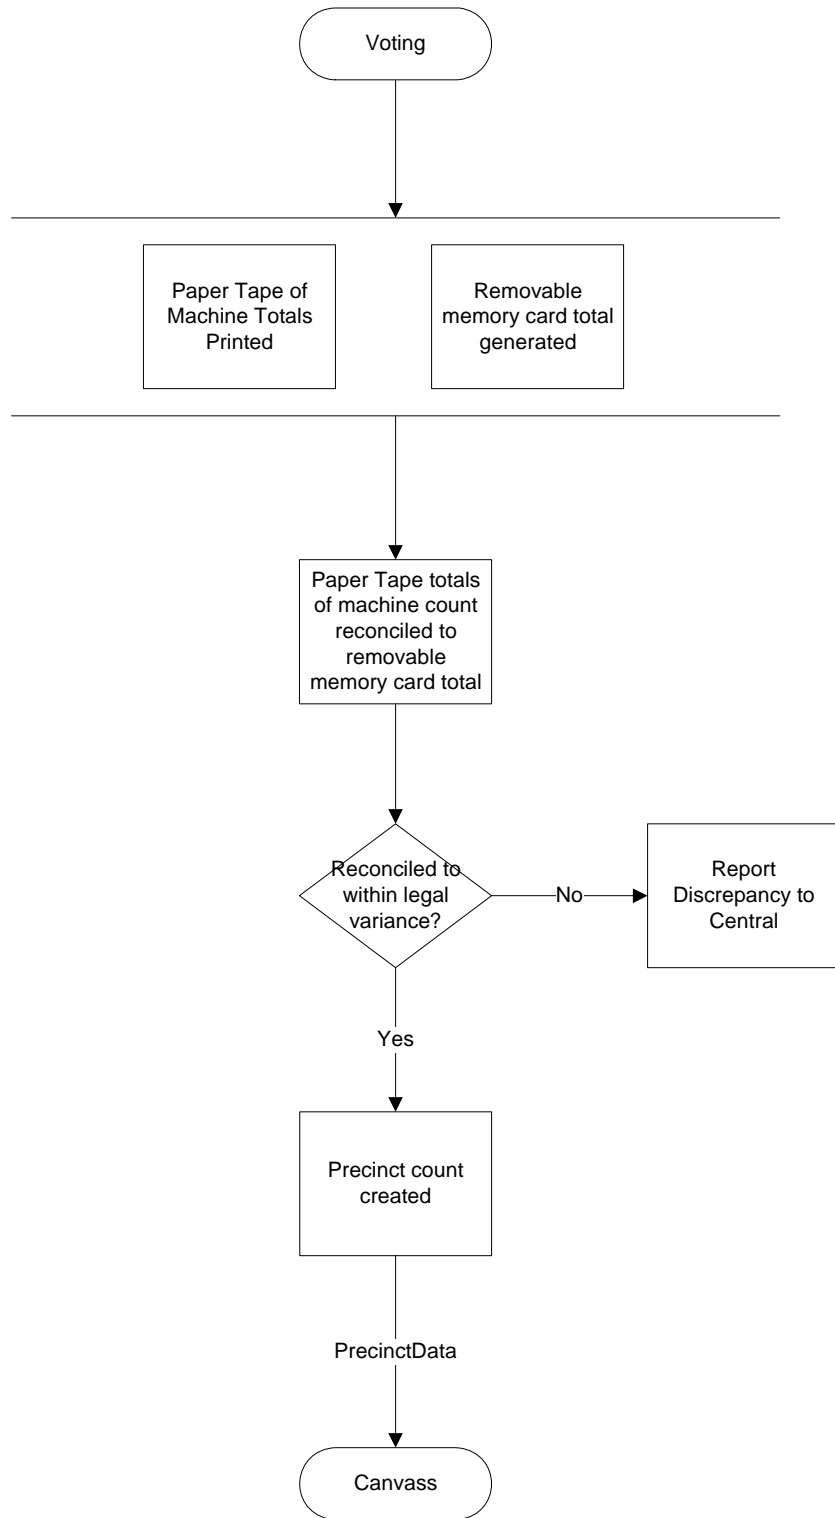 Voting
Paper Tape of
Machine Totals
Printed
Removable
memory card total
generated
Paper Tape totals
of machine count
reconciled to
removable
memory card total
Reconciled to
within legal
variance?
No
Report
Discrepancy to
Central
Yes
Precinct count
created
PrecinctData
Canvass